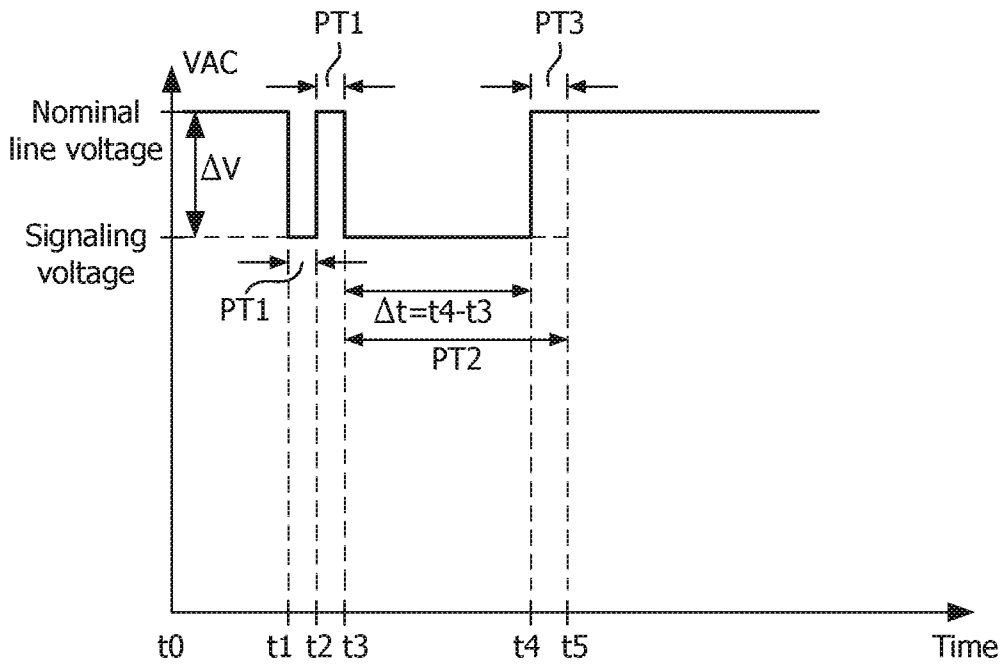 PT1
PT3
VAC
Nominal
line voltage
ΔV
Signaling
voltage
PT1
Δt=t4-t3
PT2
t0
t1
t2
t3
t4
t5
Time